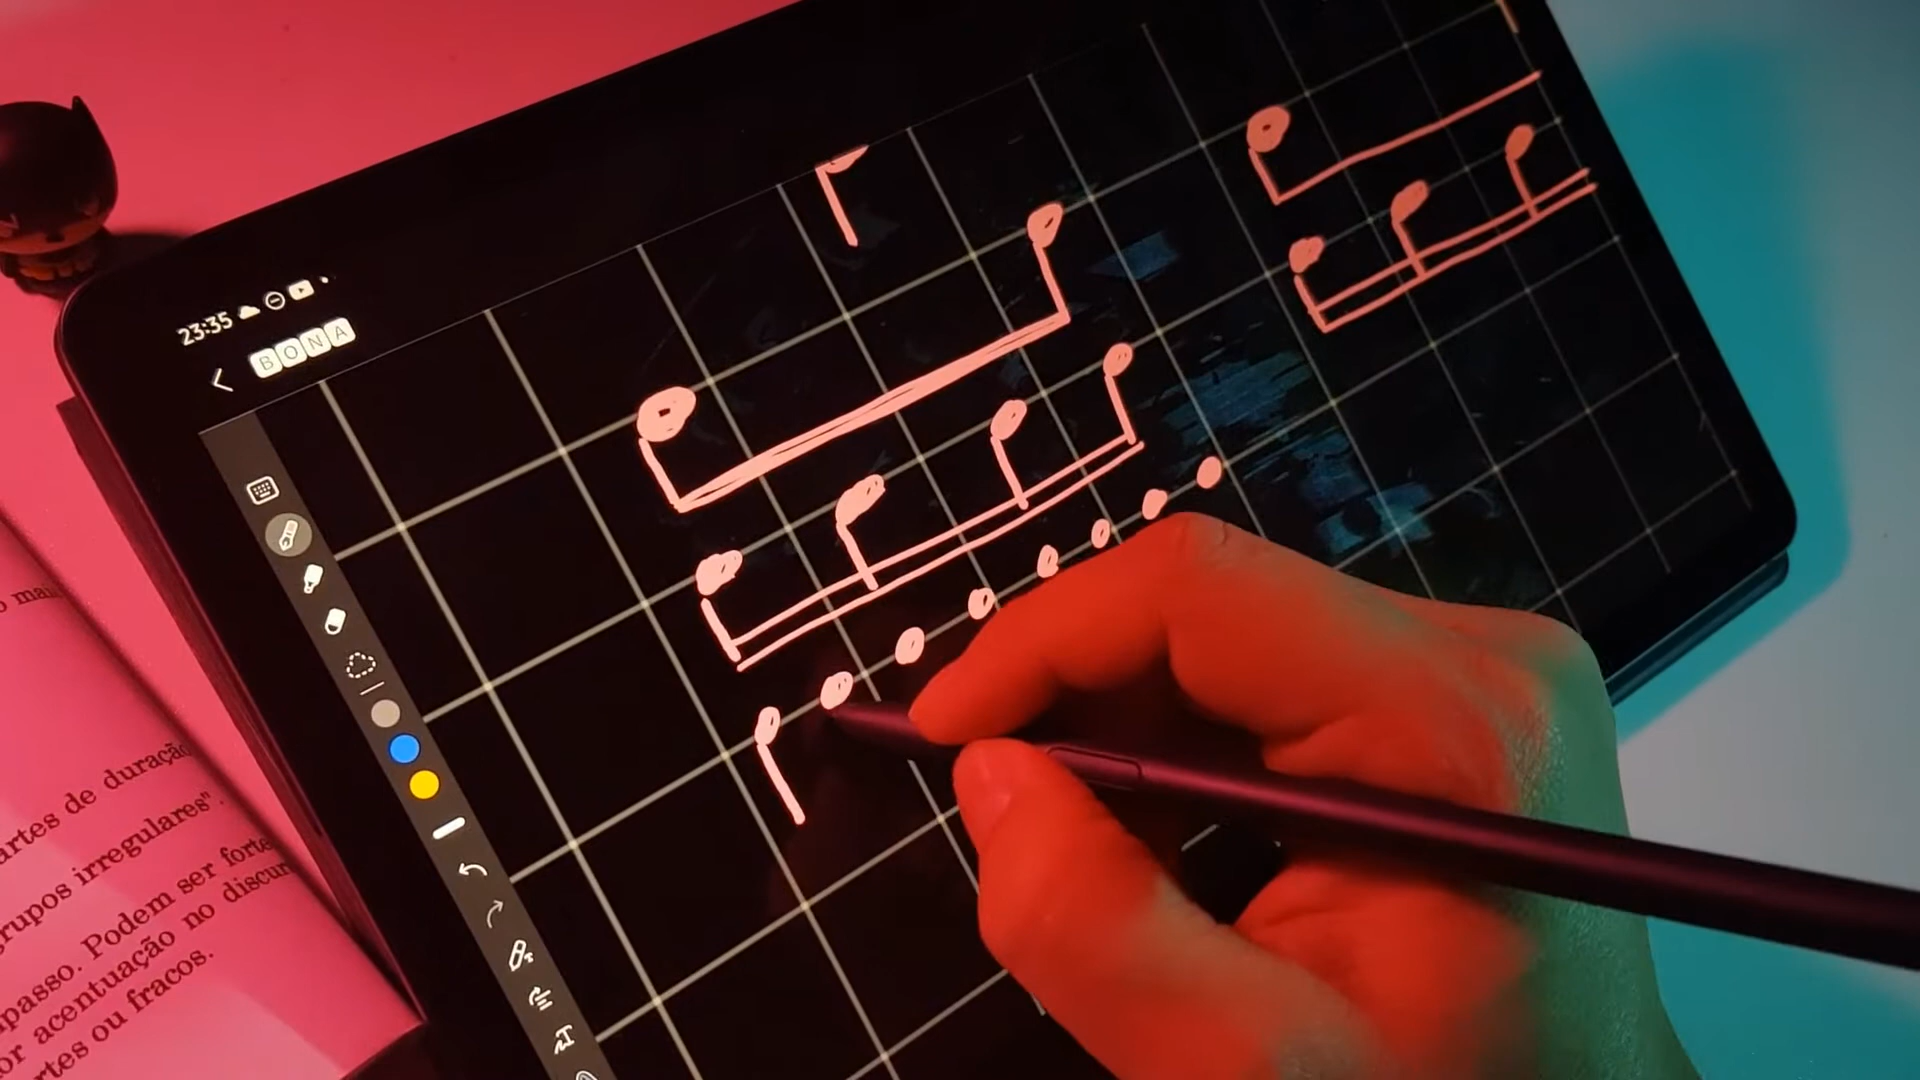 23:35
BONA
o mai
artes de duração
grupos irregulares".
passo. Podem ser forte
or acentuação no discur
rtes ou fracos.